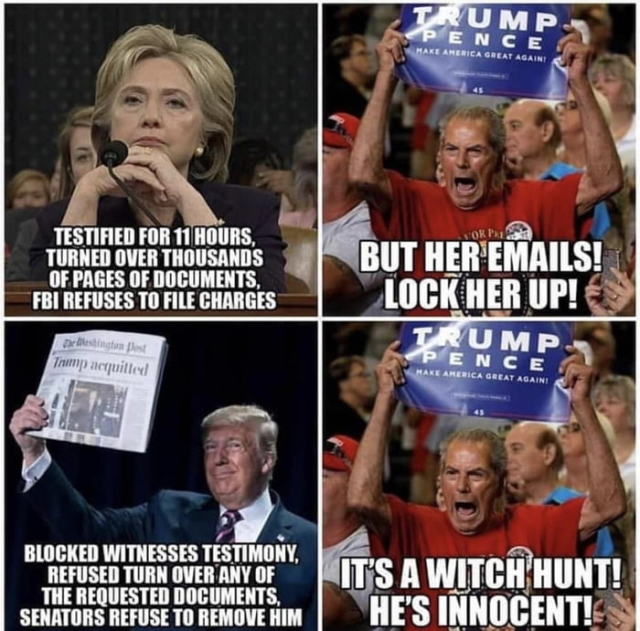 TESTIFIED FOR 11 HOURS,
TURNED OVER THOUSANDS
OF PAGES OF DOCUMENTS,
FBI REFUSES TO FILE CHARGES
TRUMP
PENCE
MAKE AMERICA GREAT AGAIN!
45
BUT HER EMAILS!
LOCK HER UP!
The Washington Post
Trump acquitted
BLOCKED WITNESSES TESTIMONY,
REFUSED TURN OVER ANY OF
THE REQUESTED DOCUMENTS,
SENATORS REFUSE TO REMOVE HIM
TRUMP
PENCE
MAKE AMERICA GREAT AGAIN!
45
IT'S A WITCH HUNT!
HE'S INNOCENT!